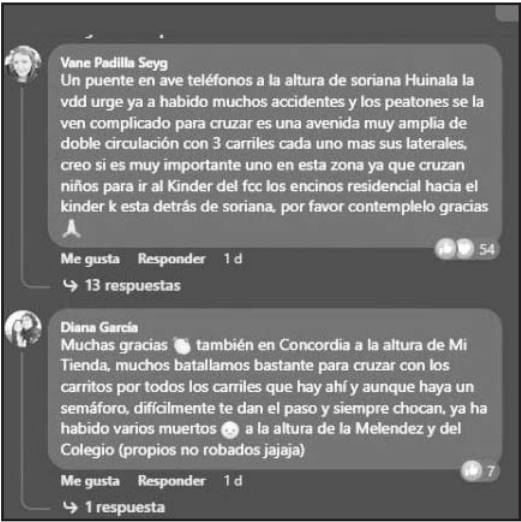 Vane Padilla Seyg
Un puente en ave teléfonos a la altura de soriana Huinala la
vdd urge ya a habido muchos accidentes y los peatones se la
ven complicado para cruzar es una avenida muy amplia de
doble circulación con 3 carriles cada uno mas sus laterales,
creo si es muy importante uno en esta zona ya que cruzan
niños para ir al Kinder del fcc los encinos residencial hacia el
kinder k esta detrás de soriana, por favor contemplelo gracias
🙏
54
Me gusta Responder 1 d
13 respuestas
Diana García
Muchas gracias 👏 también en Concordia a la altura de Mi
Tienda, muchos batallamos bastante para cruzar con los
carritos por todos los carriles que hay ahí y aunque haya un
semáforo, difícilmente te dan el paso y siempre chocan, ya ha
habido varios muertos 😞 a la altura de la Melendez y del
Colegio (propios no robados jajaja)
7
Me gusta Responder 1 d
1 respuesta